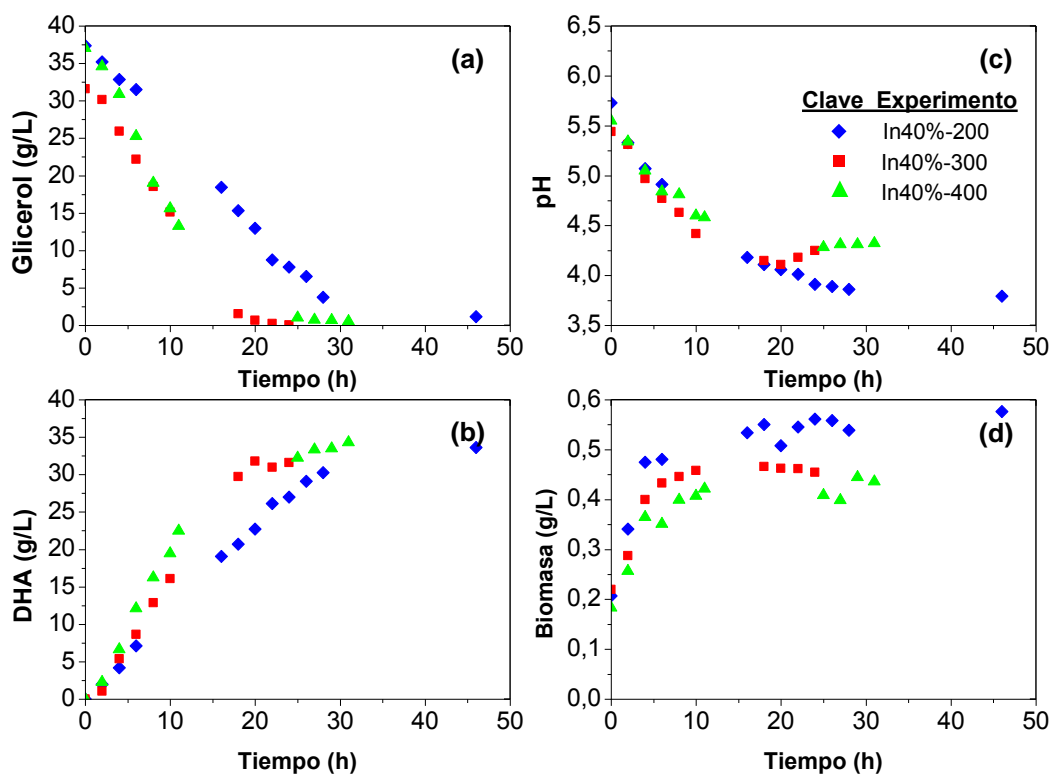 (a)
40
35
30
25
20
15
10
5
0
Glicerol (g/L)
0 10 20 30 40 50
Tiempo (h)
(c)
6,0
5,5
5,0
4,5
4,0
3,5
pH
Clave Experimento
In40%-200
In40%-300
In40%-400
0 10 20 30 40 50
Tiempo (h)
(b)
40
35
30
25
20
15
10
5
0
DHA (g/L)
0 10 20 30 40 50
Tiempo (h)
(d)
0,6
0,5
0,4
0,3
0,2
0,1
0,0
Biomasa (g/L)
0 10 20 30 40 50
Tiempo (h)